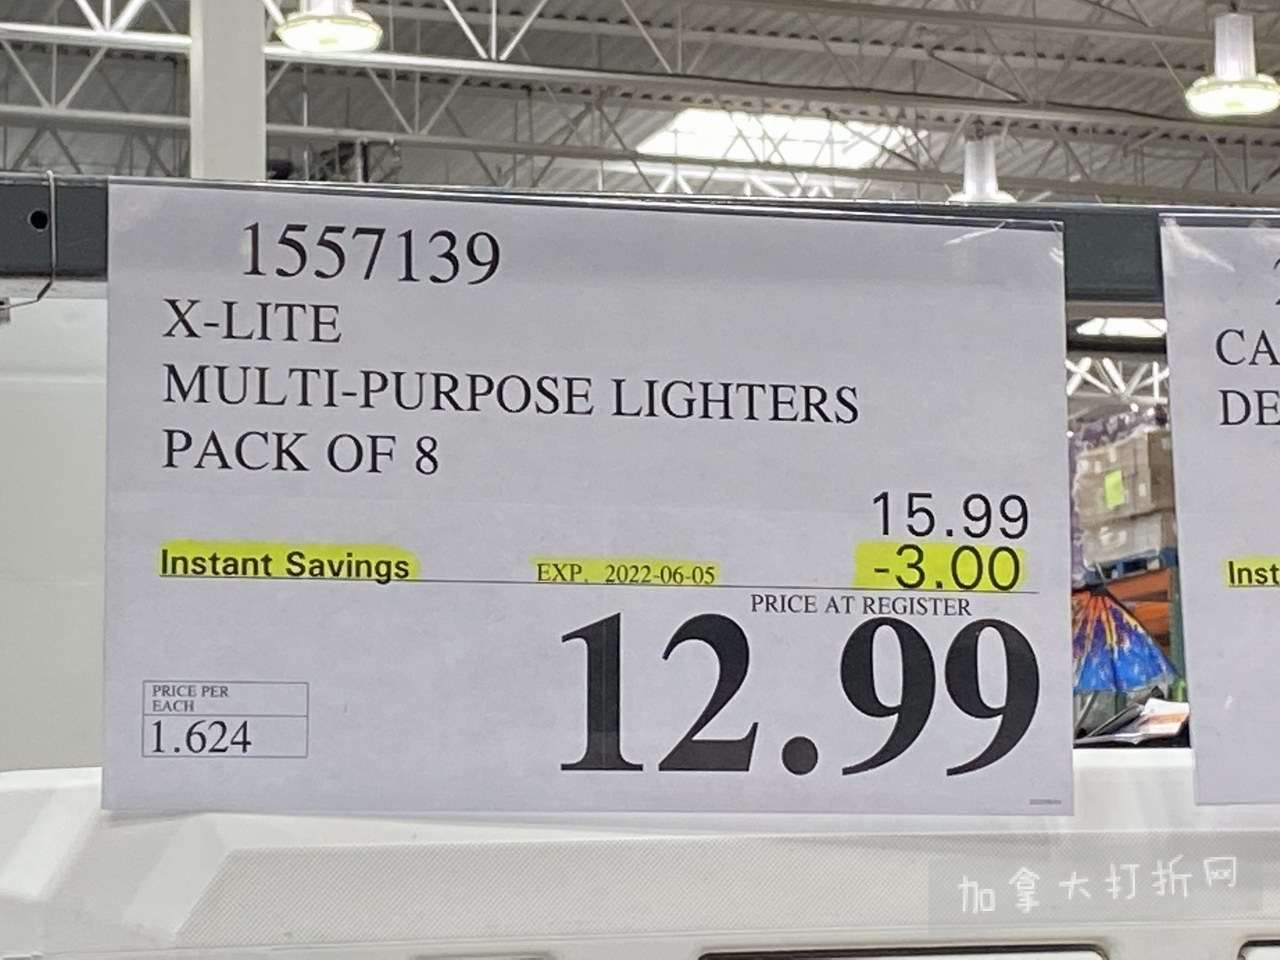 1557139
X-LITE
MULTI-PURPOSE LIGHTERS
PACK OF 8
15.99
Instant Savings EXP. 2022-06-05 -3.00
PRICE AT REGISTER
12.99
PRICE PER
EACH
1.624
CA
DE
Inst
加拿大打折网